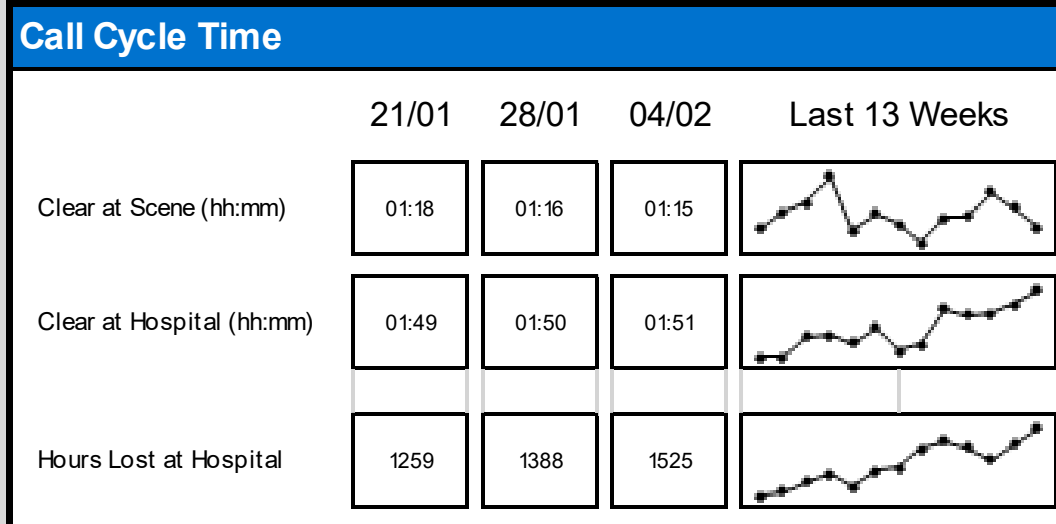 Call Cycle Time
21/01 28/01 04/02 Last 13 Weeks
Clear at Scene (hh:mm) 01:18 01:16 01:15
Clear at Hospital (hh:mm) 01:49 01:50 01:51
Hours Lost at Hospital 1259 1388 1525